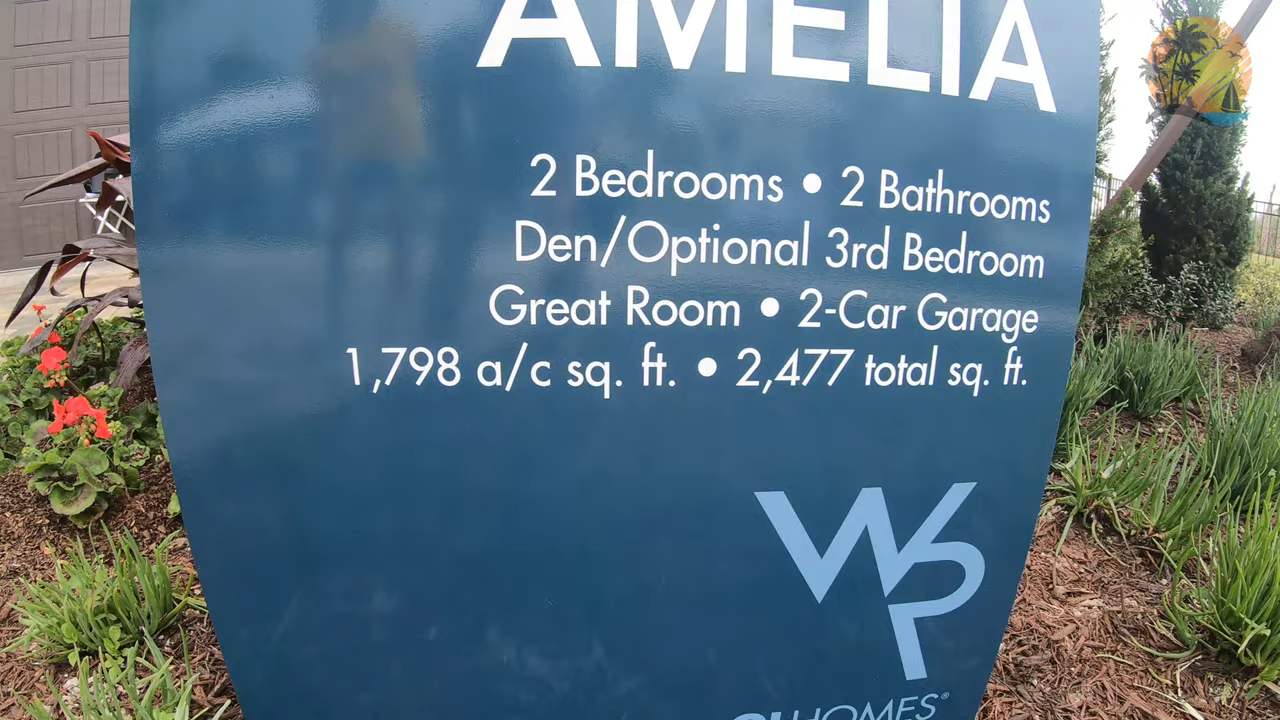 AMELIA
2 Bedrooms • 2 Bathrooms
Den/Optional 3rd Bedroom
Great Room • 2-Car Garage
1,798 a/c sq. ft. • 2,477 total sq. ft.
WP
HOMES®